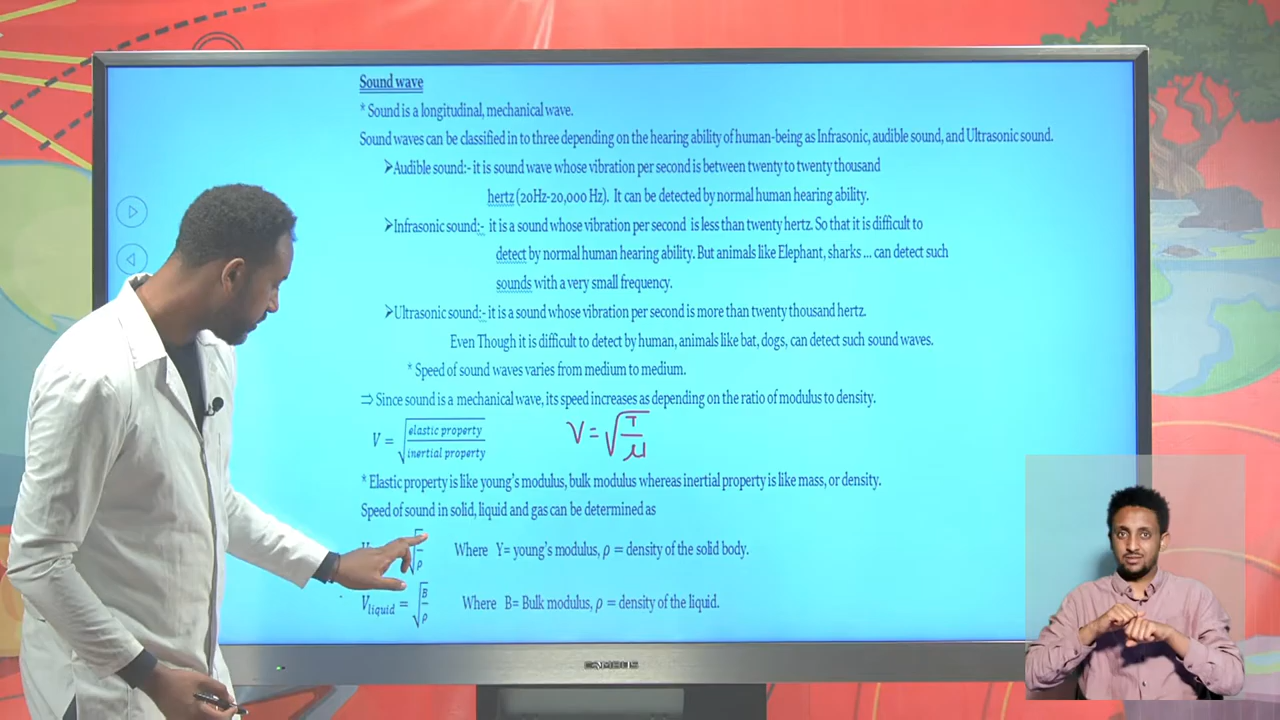 Sound wave
* Sound is a longitudinal, mechanical wave.
Sound waves can be classified in to three depending on the hearing ability of human-being as Infrasonic, audible sound, and Ultrasonic sound.
➢Audible sound:- it is sound wave whose vibration per second is between twenty to twenty thousand
hertz (20Hz-20,000 Hz). It can be detected by normal human hearing ability.
➢Infrasonic sound:- it is a sound whose vibration per second is less than twenty hertz. So that it is difficult to
detect by normal human hearing ability. But animals like Elephant, sharks ... can detect such
sounds with a very small frequency.
➢Ultrasonic sound:- it is a sound whose vibration per second is more than twenty thousand hertz.
Even Though it is difficult to detect by human, animals like bat, dogs, can detect such sound waves.
* Speed of sound waves varies from medium to medium.
⇒ Since sound is a mechanical wave, its speed increases as depending on the ratio of modulus to density.
V = √(elastic property / inertial property) V = √(T/μ)
* Elastic property is like young's modulus, bulk modulus whereas inertial property is like mass, or density.
Speed of sound in solid, liquid and gas can be determined as
V ρ Where Y= young's modulus, ρ = density of the solid body.
V liquid = √(B/ρ) Where B= Bulk modulus, ρ = density of the liquid.